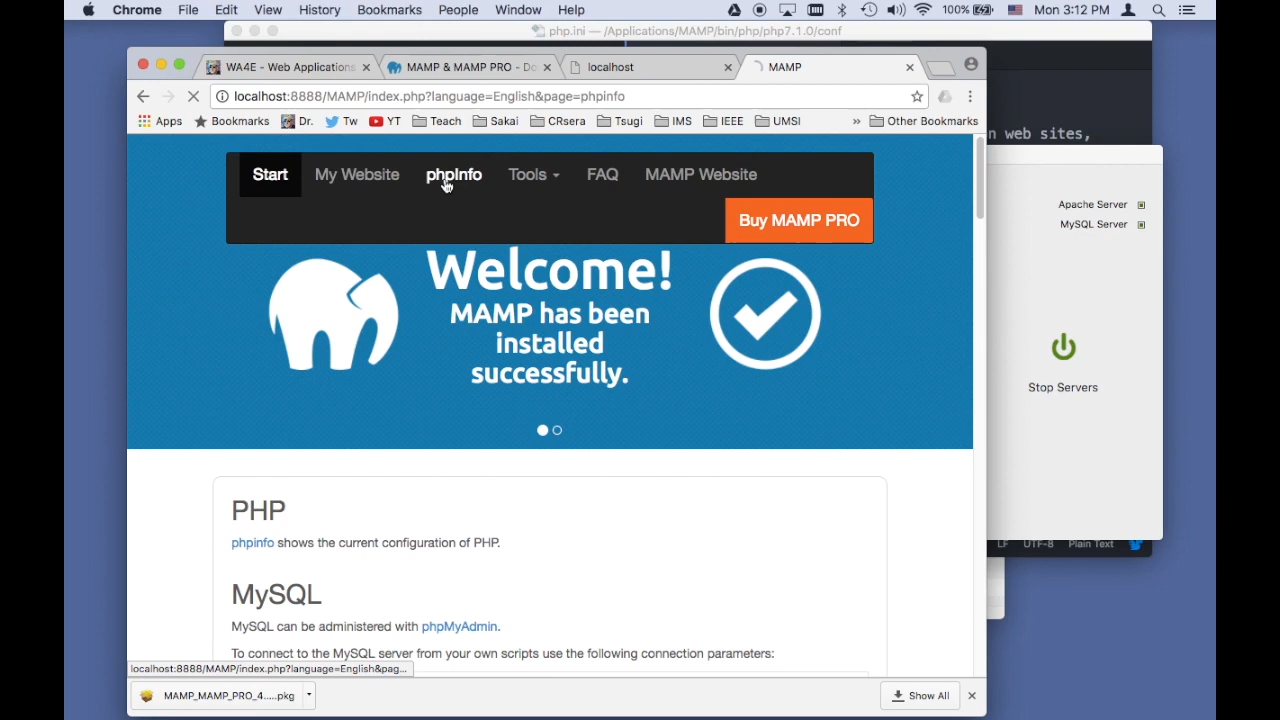 Chrome File Edit View History Bookmarks People Window Help 100% Mon 3:12 PM
php.ini — /Applications/MAMP/bin/php/php7.1.0/conf
WA4E - Web Applications
MAMP & MAMP PRO - Do
localhost
MAMP
localhost:8888/MAMP/index.php?language=English&page=phpinfo
Apps Bookmarks Dr. Tw YT Teach Sakai CRsera Tsugi IMS IEEE UMSI » Other Bookmarks
n web sites,
Start My Website phpInfo Tools FAQ MAMP Website
Buy MAMP PRO
Apache Server
MySQL Server
Welcome!
MAMP has been
installed
successfully.
Stop Servers
PHP
phpinfo shows the current configuration of PHP.
LF UTF-8 Plain Text
MySQL
MySQL can be administered with phpMyAdmin.
To connect to the MySQL server from your own scripts use the following connection parameters:
localhost:8888/MAMP/index.php?language=English&pag...
MAMP_MAMP_PRO_4.....pkg
Show All